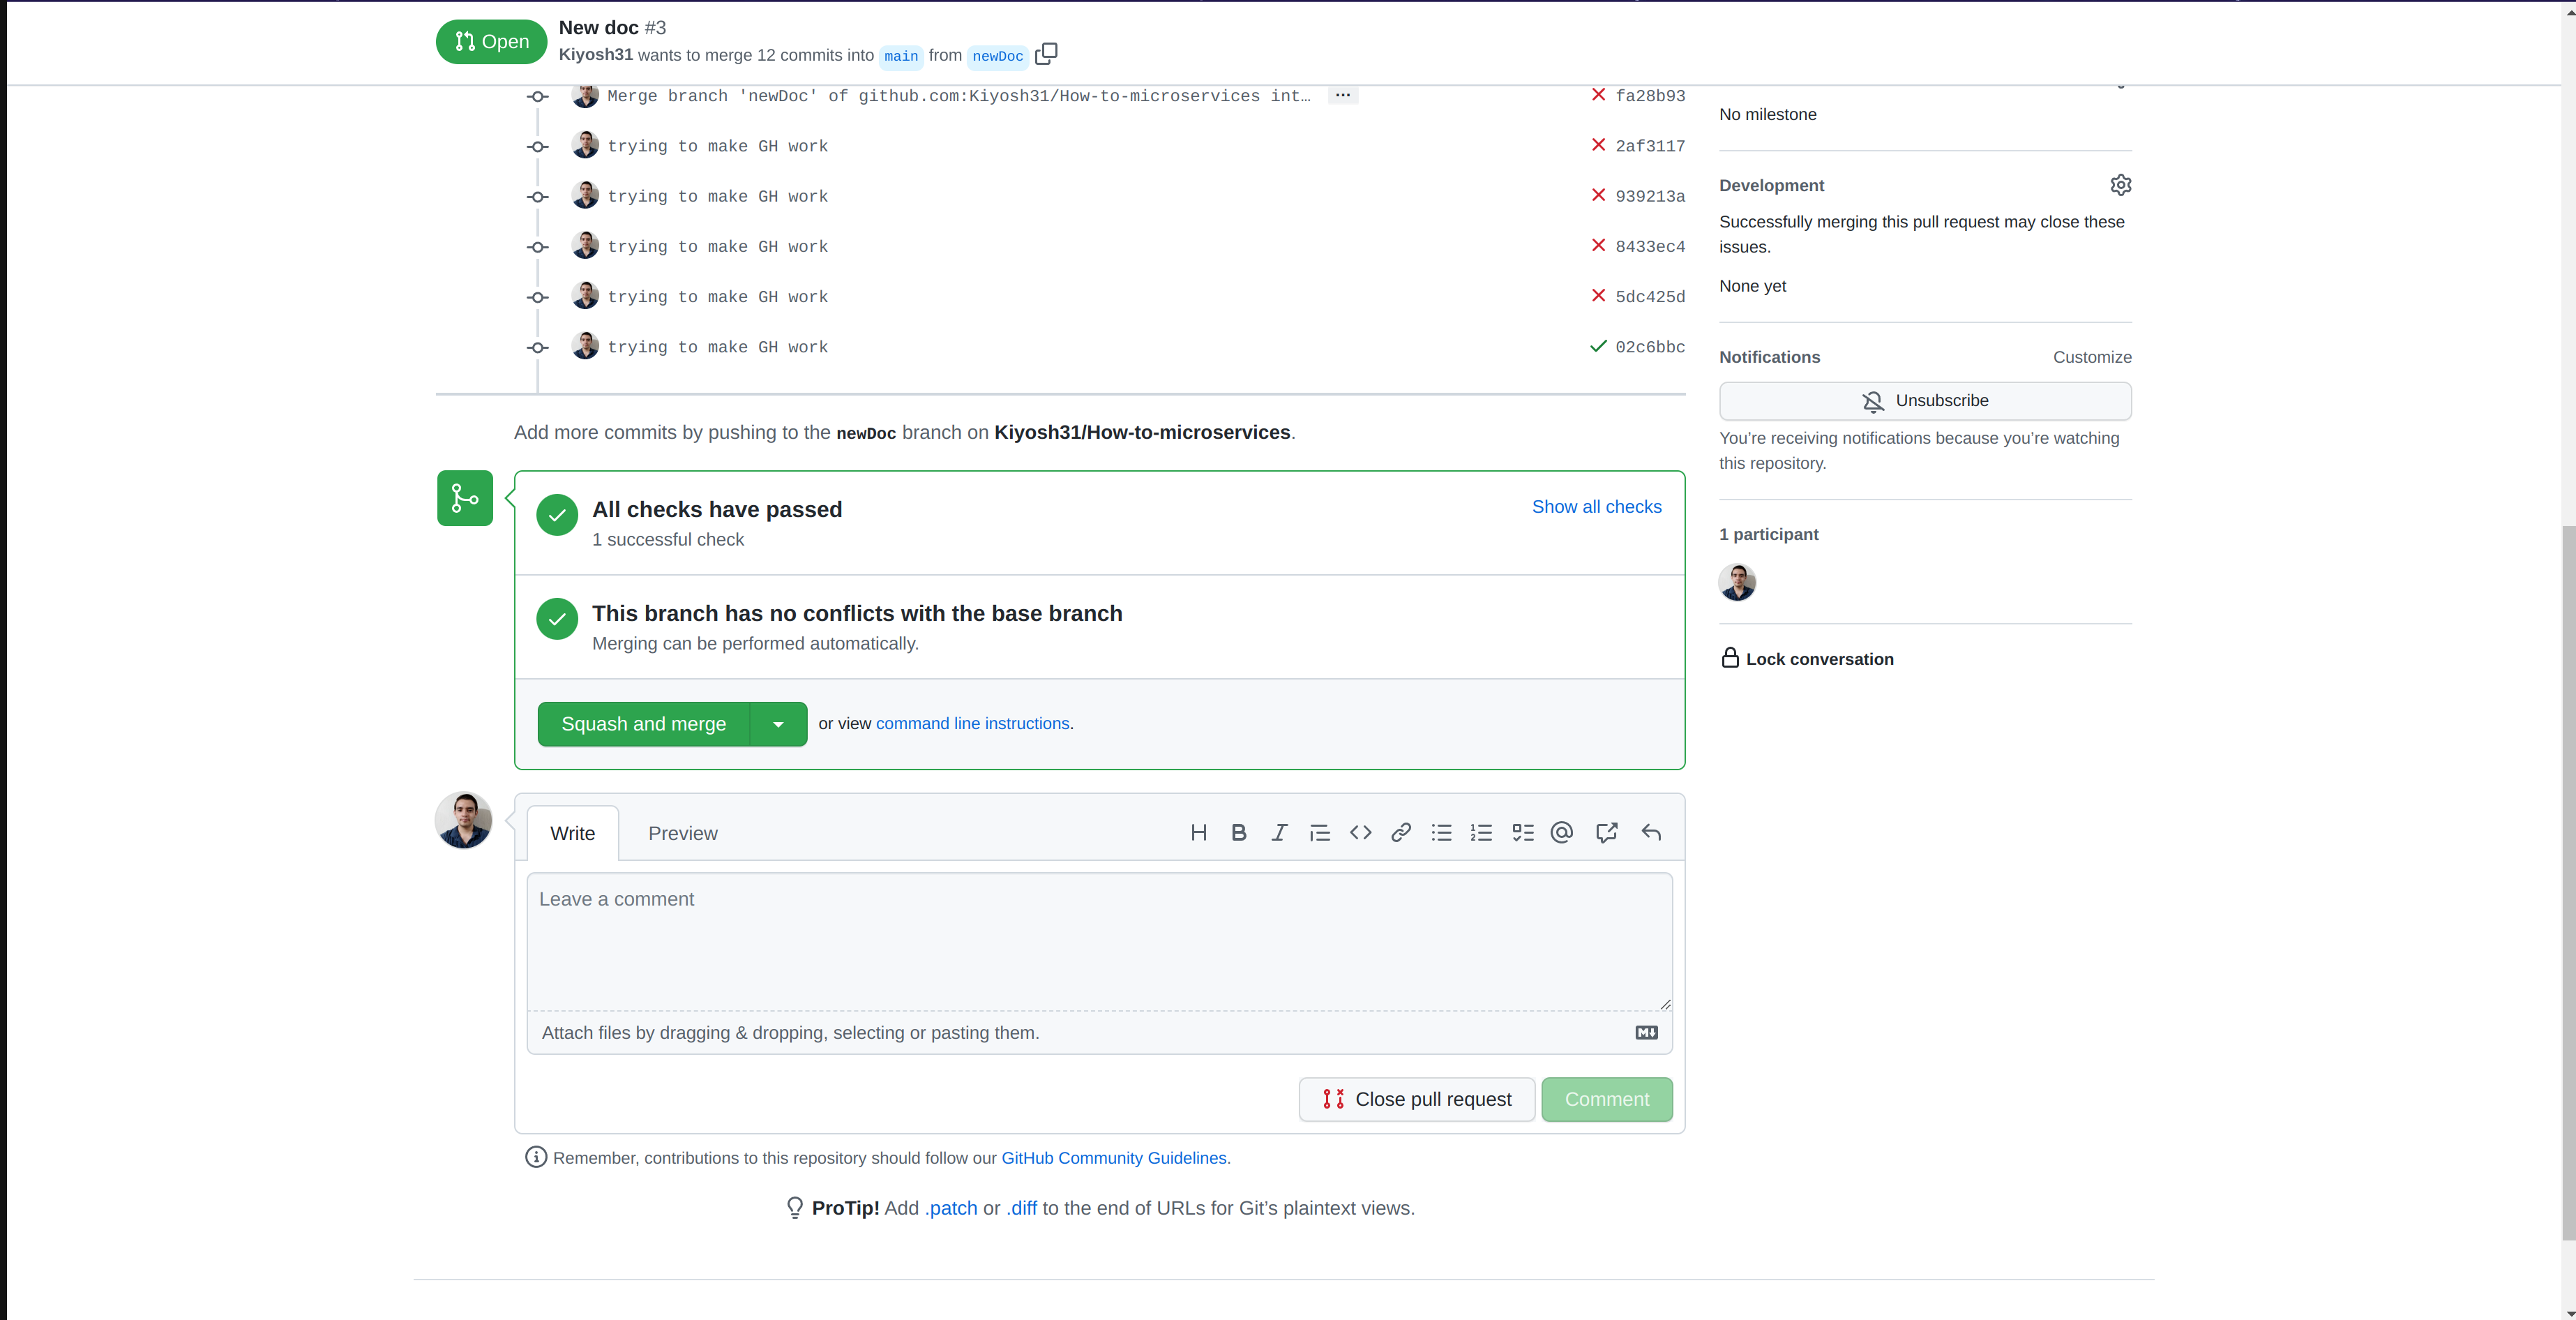 Open
New doc #3
Kiyosh31 wants to merge 12 commits into main from newDoc
Merge branch 'newDoc' of github.com:Kiyosh31/How-to-microservices int… ... fa28b93
trying to make GH work 2af3117
trying to make GH work 939213a
trying to make GH work 8433ec4
trying to make GH work 5dc425d
trying to make GH work 02c6bbc
Add more commits by pushing to the newDoc branch on Kiyosh31/How-to-microservices.
All checks have passed
1 successful check
Show all checks
This branch has no conflicts with the base branch
Merging can be performed automatically.
Squash and merge
or view command line instructions.
Write
Preview
Leave a comment
Attach files by dragging & dropping, selecting or pasting them.
Close pull request
Comment
Remember, contributions to this repository should follow our GitHub Community Guidelines.
ProTip! Add .patch or .diff to the end of URLs for Git’s plaintext views.
No milestone
Development
Successfully merging this pull request may close these
issues.
None yet
Notifications
Customize
Unsubscribe
You’re receiving notifications because you’re watching
this repository.
1 participant
Lock conversation